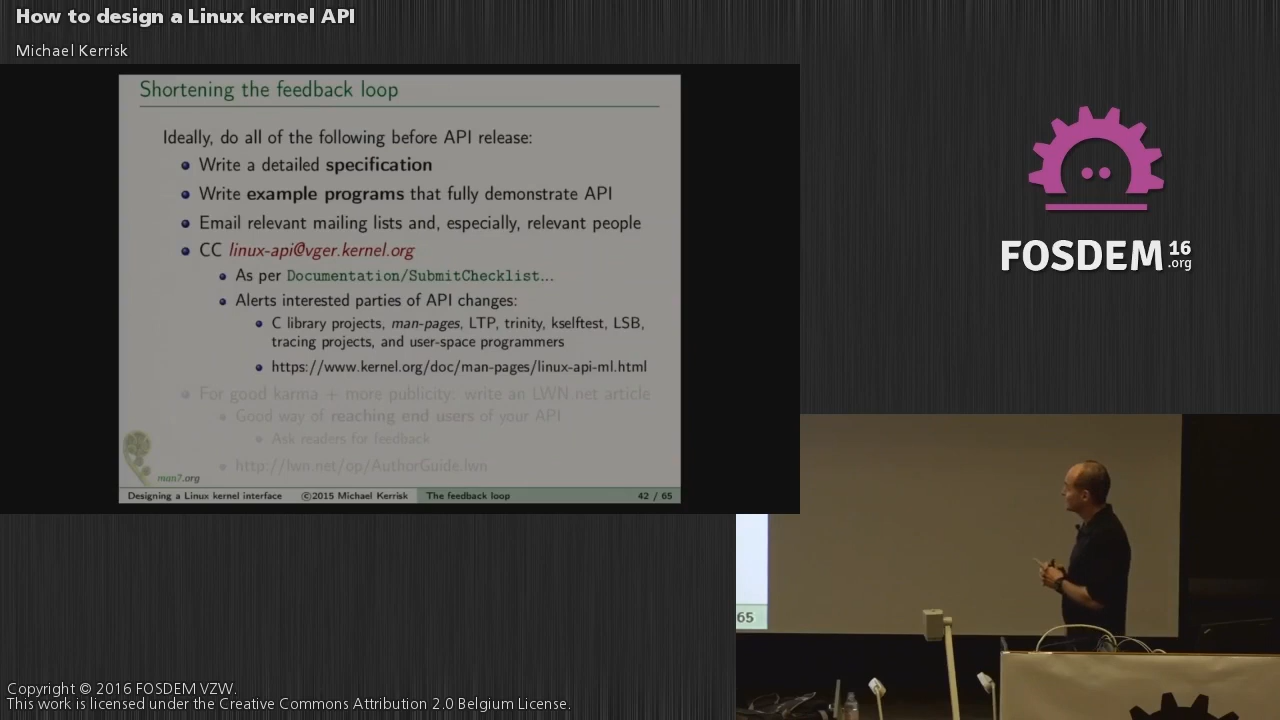 How to design a Linux kernel API
Michael Kerrisk
Shortening the feedback loop
Ideally, do all of the following before API release:
Write a detailed specification
Write example programs that fully demonstrate API
Email relevant mailing lists and, especially, relevant people
CC linux-api@vger.kernel.org
As per Documentation/SubmitChecklist...
Alerts interested parties of API changes:
C library projects, man-pages, LTP, trinity, kselftest, LSB,
tracing projects, and user-space programmers
https://www.kernel.org/doc/man-pages/linux-api-ml.html
For good karma + more publicity: write an LWN.net article
Good way of reaching end users of your API
Ask readers for feedback
http://lwn.net/op/AuthorGuide.lwn
man7.org
Designing a Linux kernel interface ©2015 Michael Kerrisk The feedback loop 42 / 65
FOSDEM 16 .org
65
Copyright © 2016 FOSDEM VZW.
This work is licensed under the Creative Commons Attribution 2.0 Belgium License.